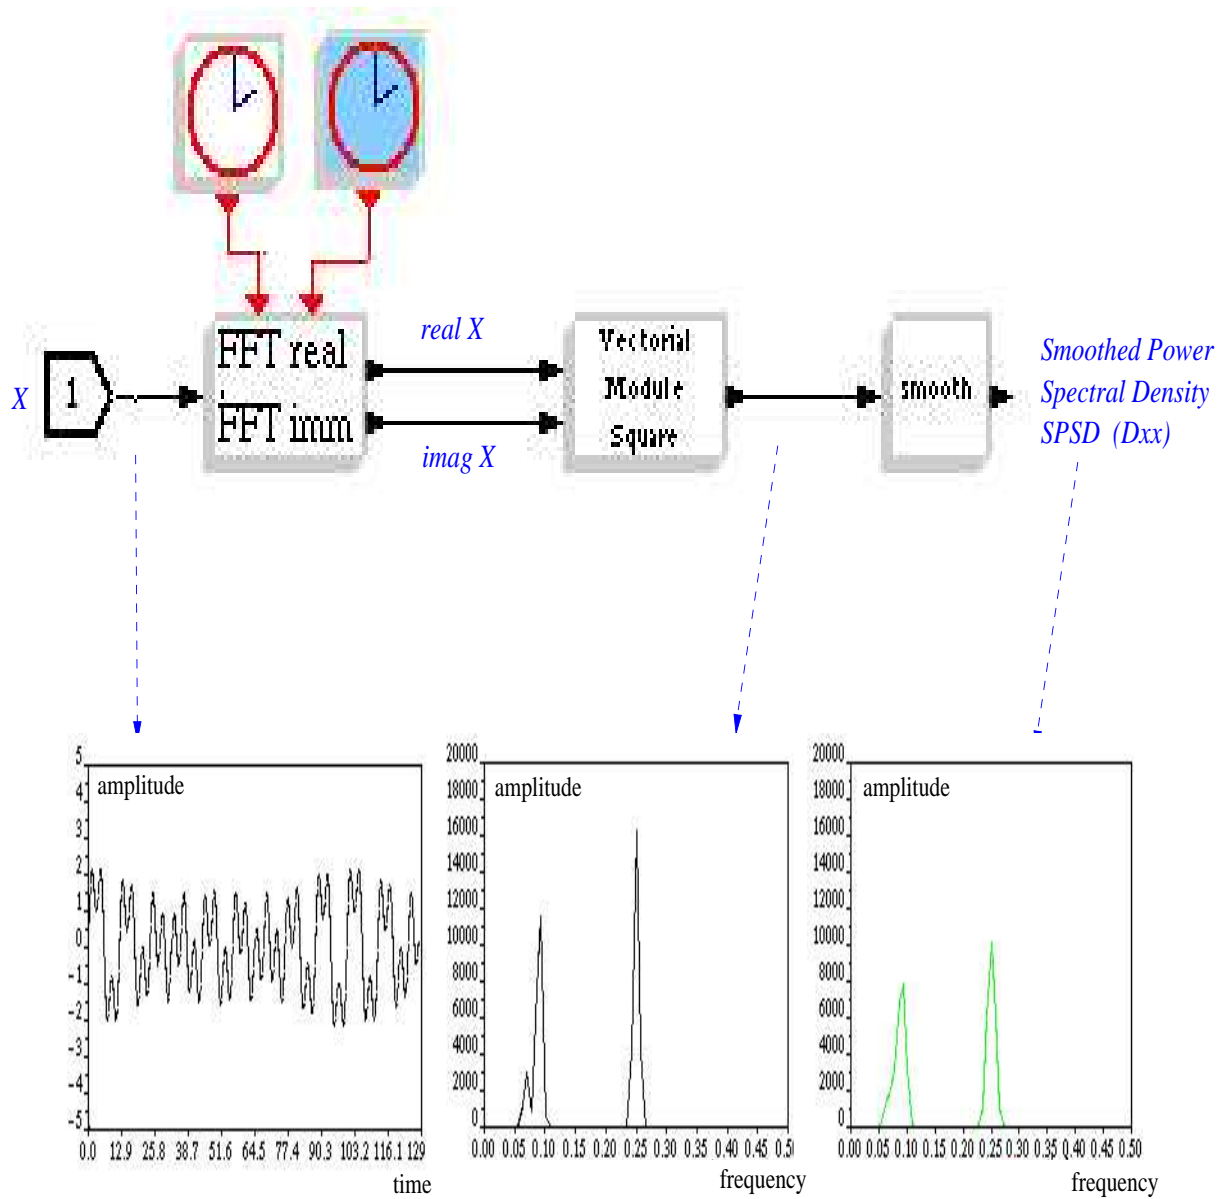 X
1
FFT real
FFT imm
real X
imag X
Vectorial
Module
Square
smooth
Smoothed Power
Spectral Density
SPSD (Dxx)
amplitude
5
4
3
2
1
0
-1
-2
-3
-4
-5
0.0 12.9 25.8 38.7 51.6 64.5 77.4 90.3 103.2 116.1 129
time
amplitude
20000
18000
16000
14000
12000
10000
8000
6000
4000
2000
0
0.00 0.05 0.10 0.15 0.20 0.25 0.30 0.35 0.40 0.45 0.50
frequency
amplitude
20000
18000
16000
14000
12000
10000
8000
6000
4000
2000
0
0.00 0.05 0.10 0.15 0.20 0.25 0.30 0.35 0.40 0.45 0.50
frequency